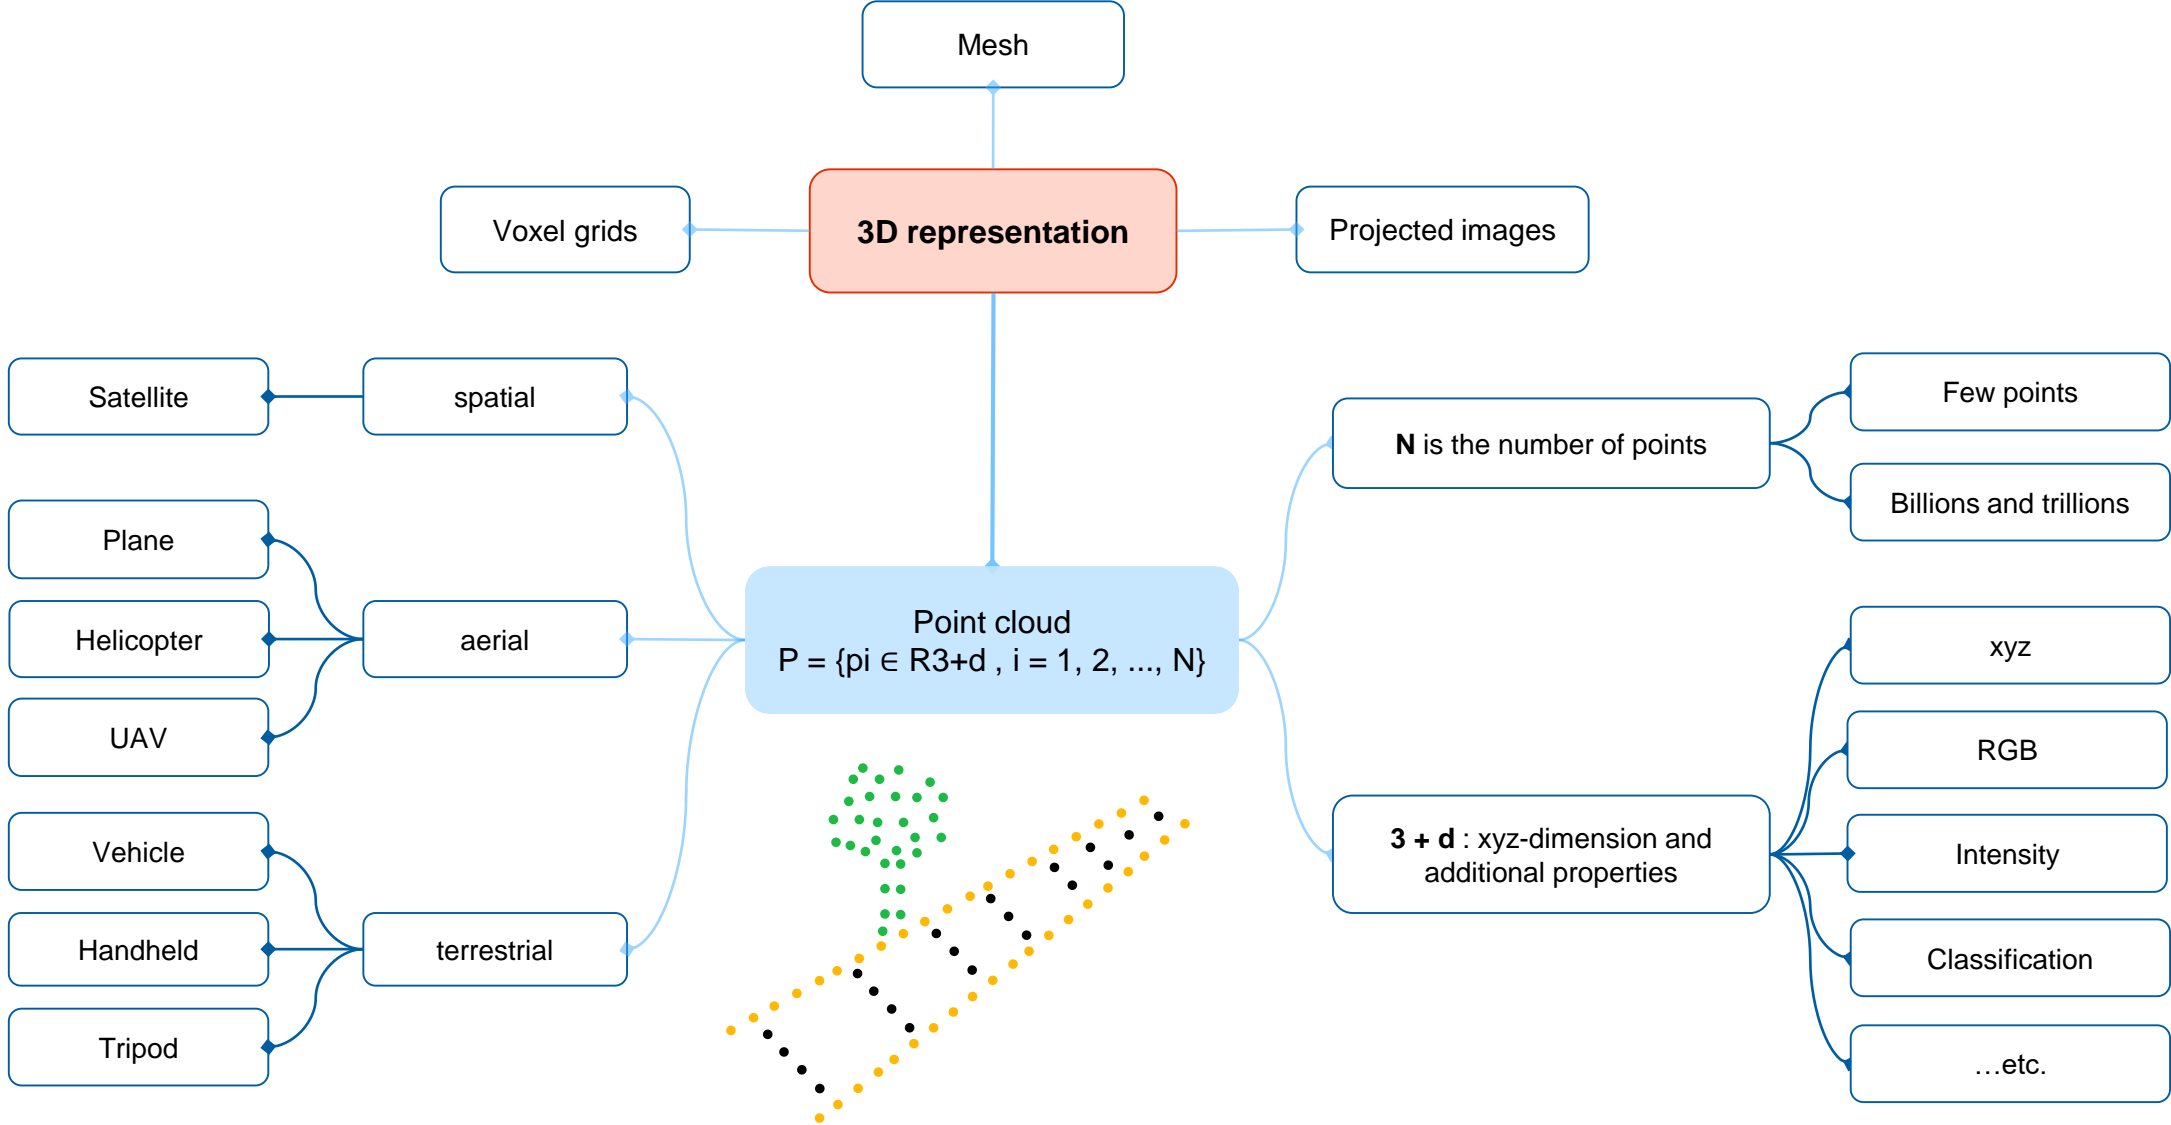 Mesh
Voxel grids
3D representation
Projected images
Satellite
spatial
Plane
Helicopter
aerial
UAV
Vehicle
Handheld
terrestrial
Tripod
Point cloud
P = {pi ∈ R3+d , i = 1, 2, ..., N}
N is the number of points
Few points
Billions and trillions
3 + d : xyz-dimension and
additional properties
xyz
RGB
Intensity
Classification
…etc.